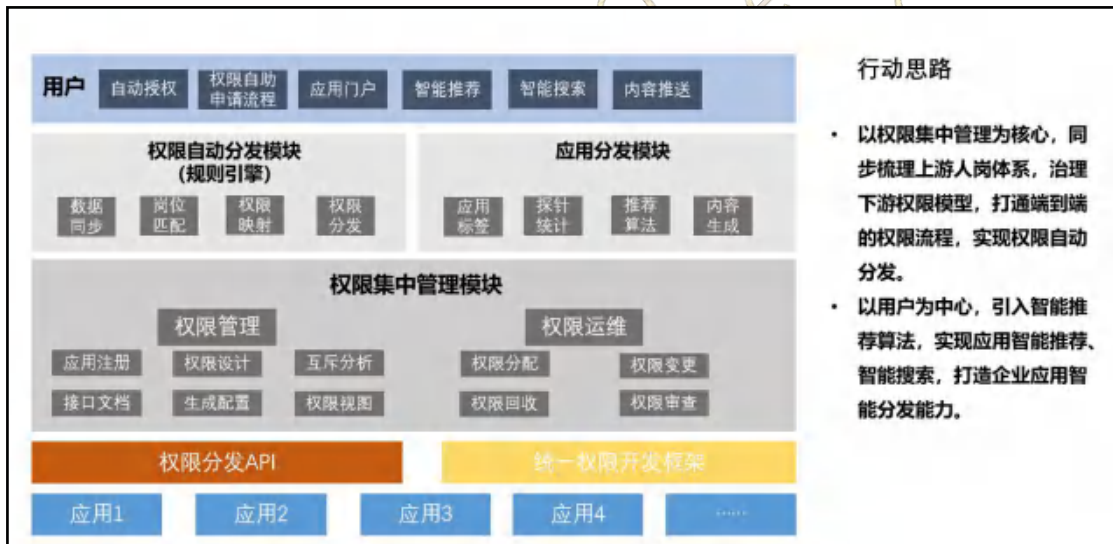 用户
自动授权
权限自助
申请流程
应用门户
智能推荐
智能搜索
内容推送
权限自动分发模块
(规则引擎)
数据
同步
岗位
匹配
权限
映射
权限
分发
应用分发模块
应用
标签
探针
统计
推荐
算法
内容
生成
权限集中管理模块
权限管理
应用注册
权限设计
互斥分析
接口文档
生成配置
权限视图
权限运维
权限分配
权限变更
权限回收
权限审查
权限分发API
统一权限开发框架
应用1
应用2
应用3
应用4
......
行动思路
• 以权限集中管理为核心，同
步梳理上游人岗体系，治理
下游权限模型，打通端到端
的权限流程，实现权限自动
分发。
• 以用户为中心，引入智能推
荐算法，实现应用智能推荐、
智能搜索，打造企业应用智
能分发能力。